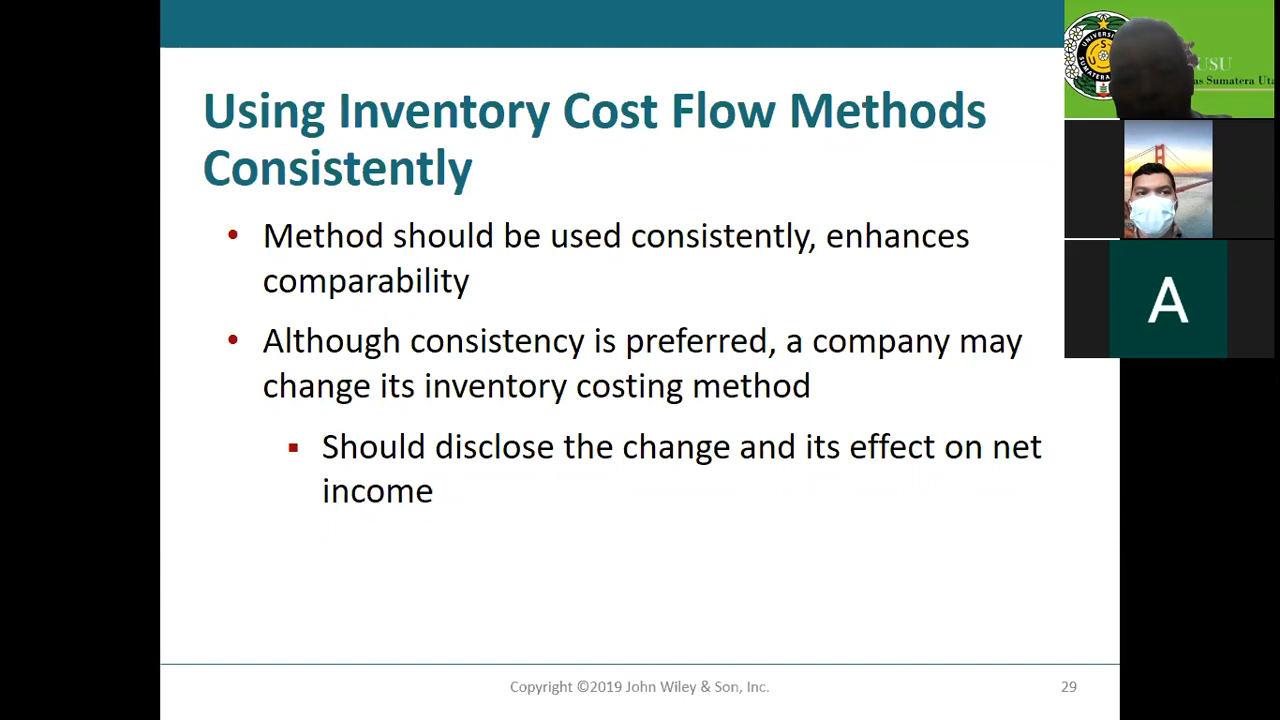 Using Inventory Cost Flow Methods
Consistently
• Method should be used consistently, enhances
comparability
• Although consistency is preferred, a company may
change its inventory costing method
▪ Should disclose the change and its effect on net
income
Copyright ©2019 John Wiley & Son, Inc.
29
USU
Sumatera
A